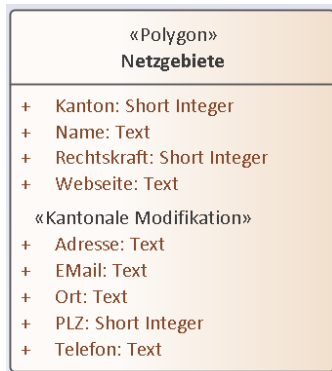 «Polygon»
Netzgebiete
+ Kanton: Short Integer
+ Name: Text
+ Rechtskraft: Short Integer
+ Webseite: Text
«Kantonale Modifikation»
+ Adresse: Text
+ EMail: Text
+ Ort: Text
+ PLZ: Short Integer
+ Telefon: Text